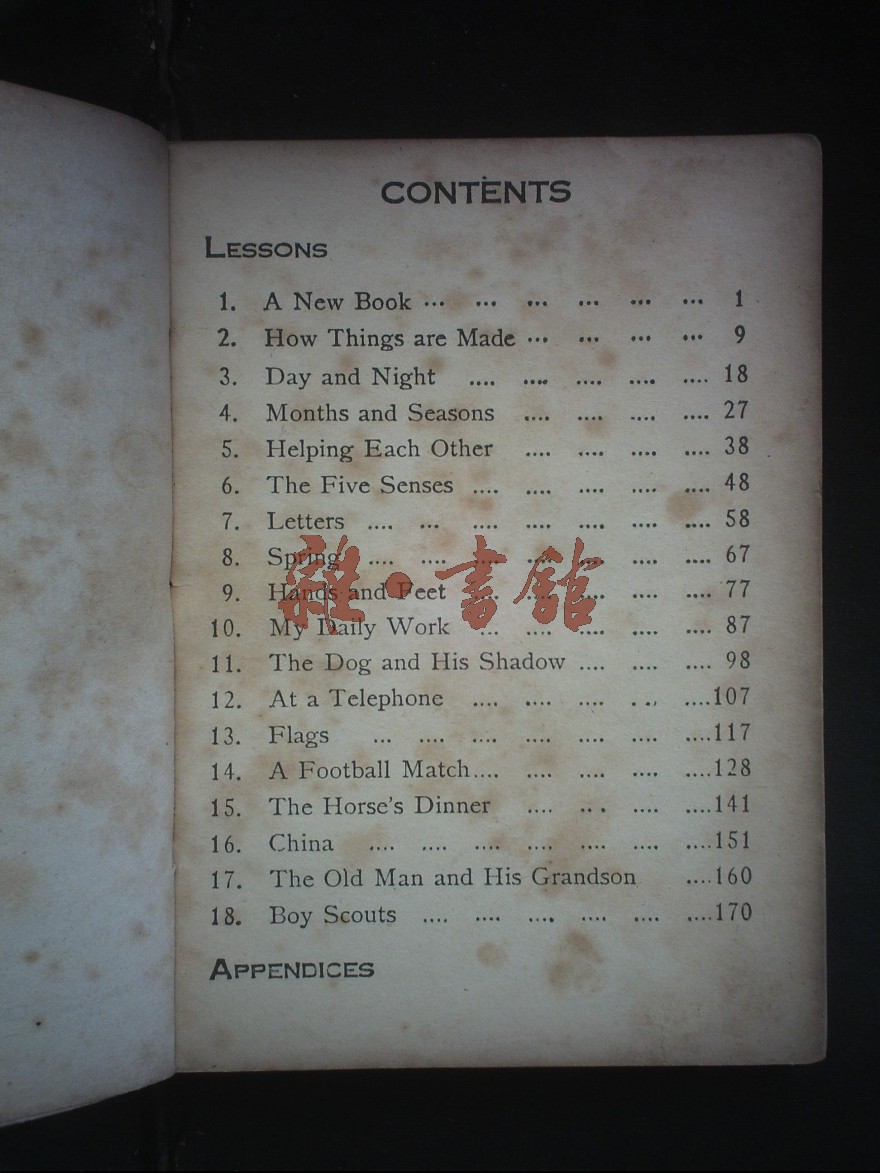 CONTENTS
LESSONS
1. A New Book ... ... ... ... ... ... 1
2. How Things are Made ... ... ... ... 9
3. Day and Night .... .... .... .... .... 18
4. Months and Seasons .... .... .... .... 27
5. Helping Each Other .... .... .... .... 38
6. The Five Senses .... .... .... .... .... 48
7. Letters .... ... .... .... .... .... .... 58
8. Spring .... .... .... .... .... .... .... 67
9. Hands and Feet .... .... .... .... .... 77
10. My Daily Work ... .... .... .... .... 87
11. The Dog and His Shadow .... .... .... 98
12. At a Telephone .... .... .... ... ....107
13. Flags ... .... .... .... .... .... ....117
14. A Football Match.... .... .... .... ....128
15. The Horse's Dinner .... ... .... ....141
16. China .... .... .... .... .... .... ....151
17. The Old Man and His Grandson ....160
18. Boy Scouts .... .... .... .... .... ....170
APPENDICES
雜·書館